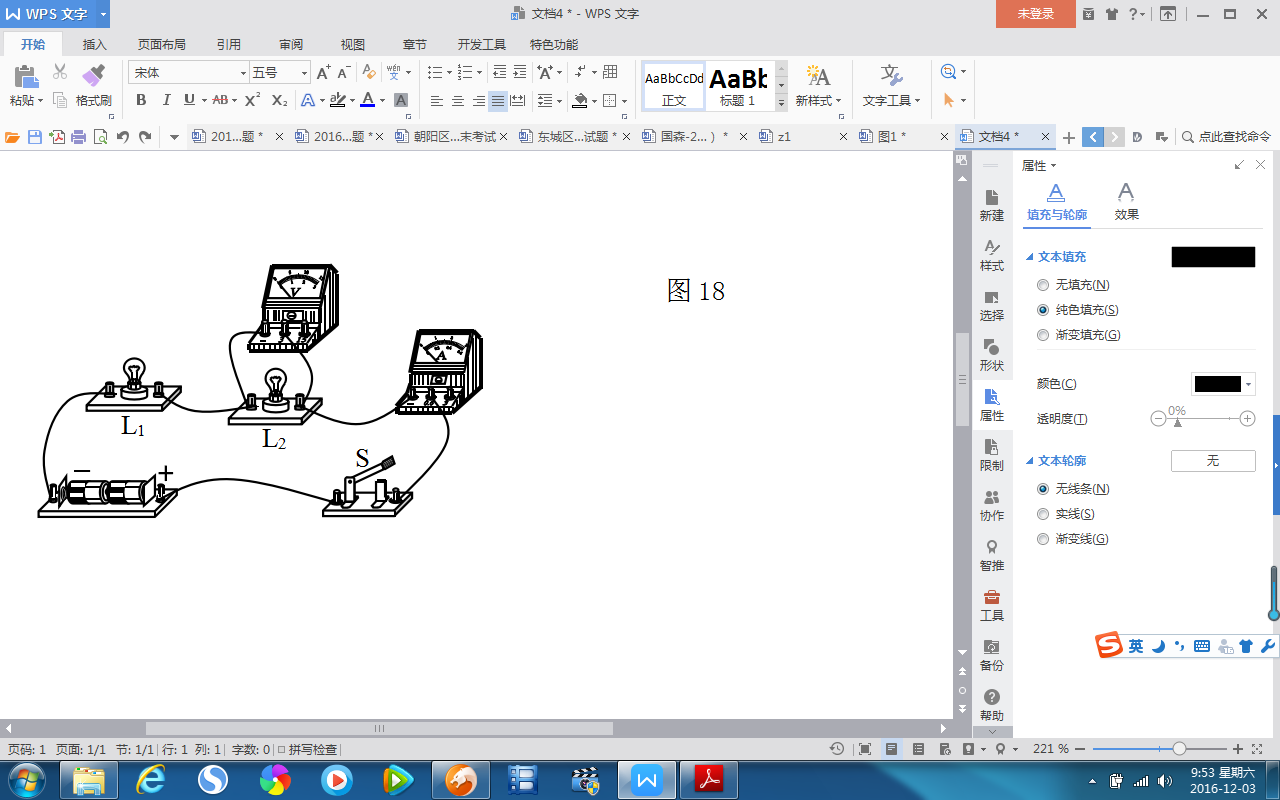 WPS 文字
文档4 * - WPS 文字
未登录
开始 插入 页面布局 引用 审阅 视图 章节 开发工具 特色功能
粘贴 格式刷
宋体 五号
AaBbCcDd 正文
AaBb 标题 1
新样式 文字工具
201...题 * 2016...题 * 朝阳区...末考试 东城区...试题 * 国森-2... ） * z1 图1 * 文档4 *
点此查找命令
属性
填充与轮廓 效果
文本填充
无填充(N)
纯色填充(S)
渐变填充(G)
颜色(C)
透明度(T) 0%
文本轮廓 无
无线条(N)
实线(S)
渐变线(G)
新建
样式
选择
形状
属性
限制
协作
智推
工具
备份
帮助
图 18
V
A
L1
L2
S
− +
英
页码: 1 页面: 1/1 节: 1/1 行: 1 列: 1 字数: 0 拼写检查
221 %
9:53 星期六
2016-12-03